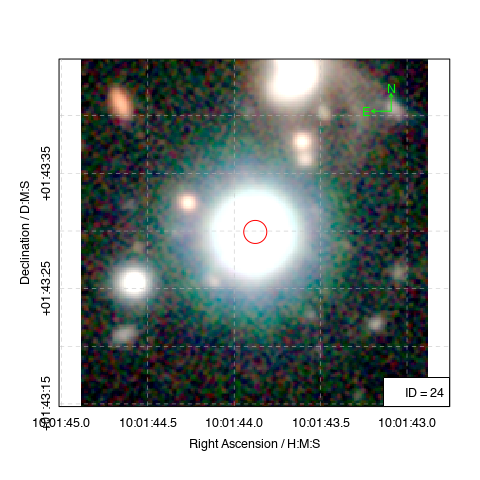 N
E
Declination / D:M:S
+01:43:35
+01:43:25
+01:43:15
ID = 24
10:01:45.0 10:01:44.5 10:01:44.0 10:01:43.5 10:01:43.0
Right Ascension / H:M:S